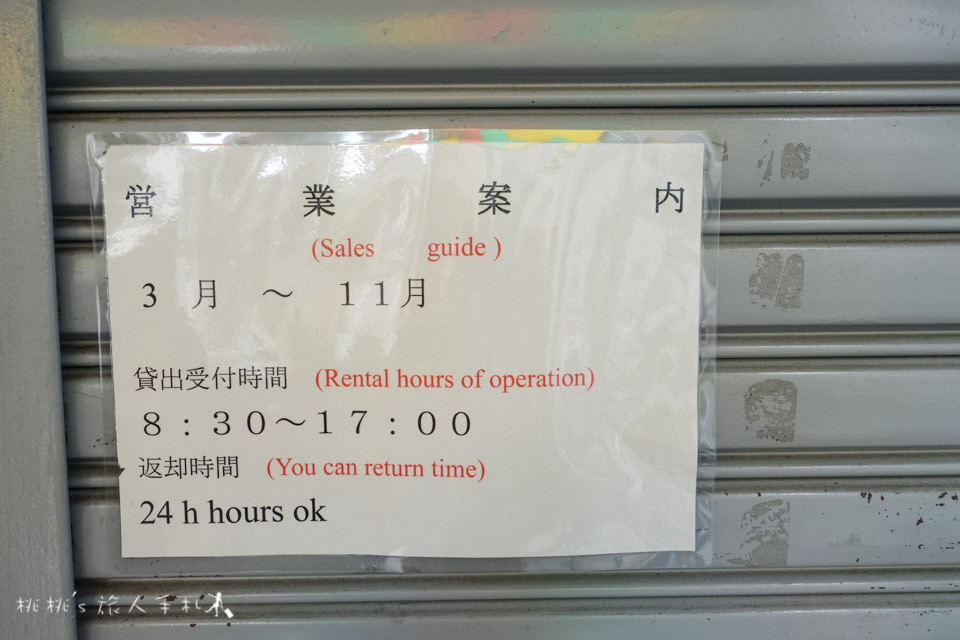 営業案内
(Sales guide )
3月 ～ 11月
貸出受付時間 (Rental hours of operation)
8：30～17：00
返却時間 (You can return time)
24 h hours ok
桃桃's 旅人手札